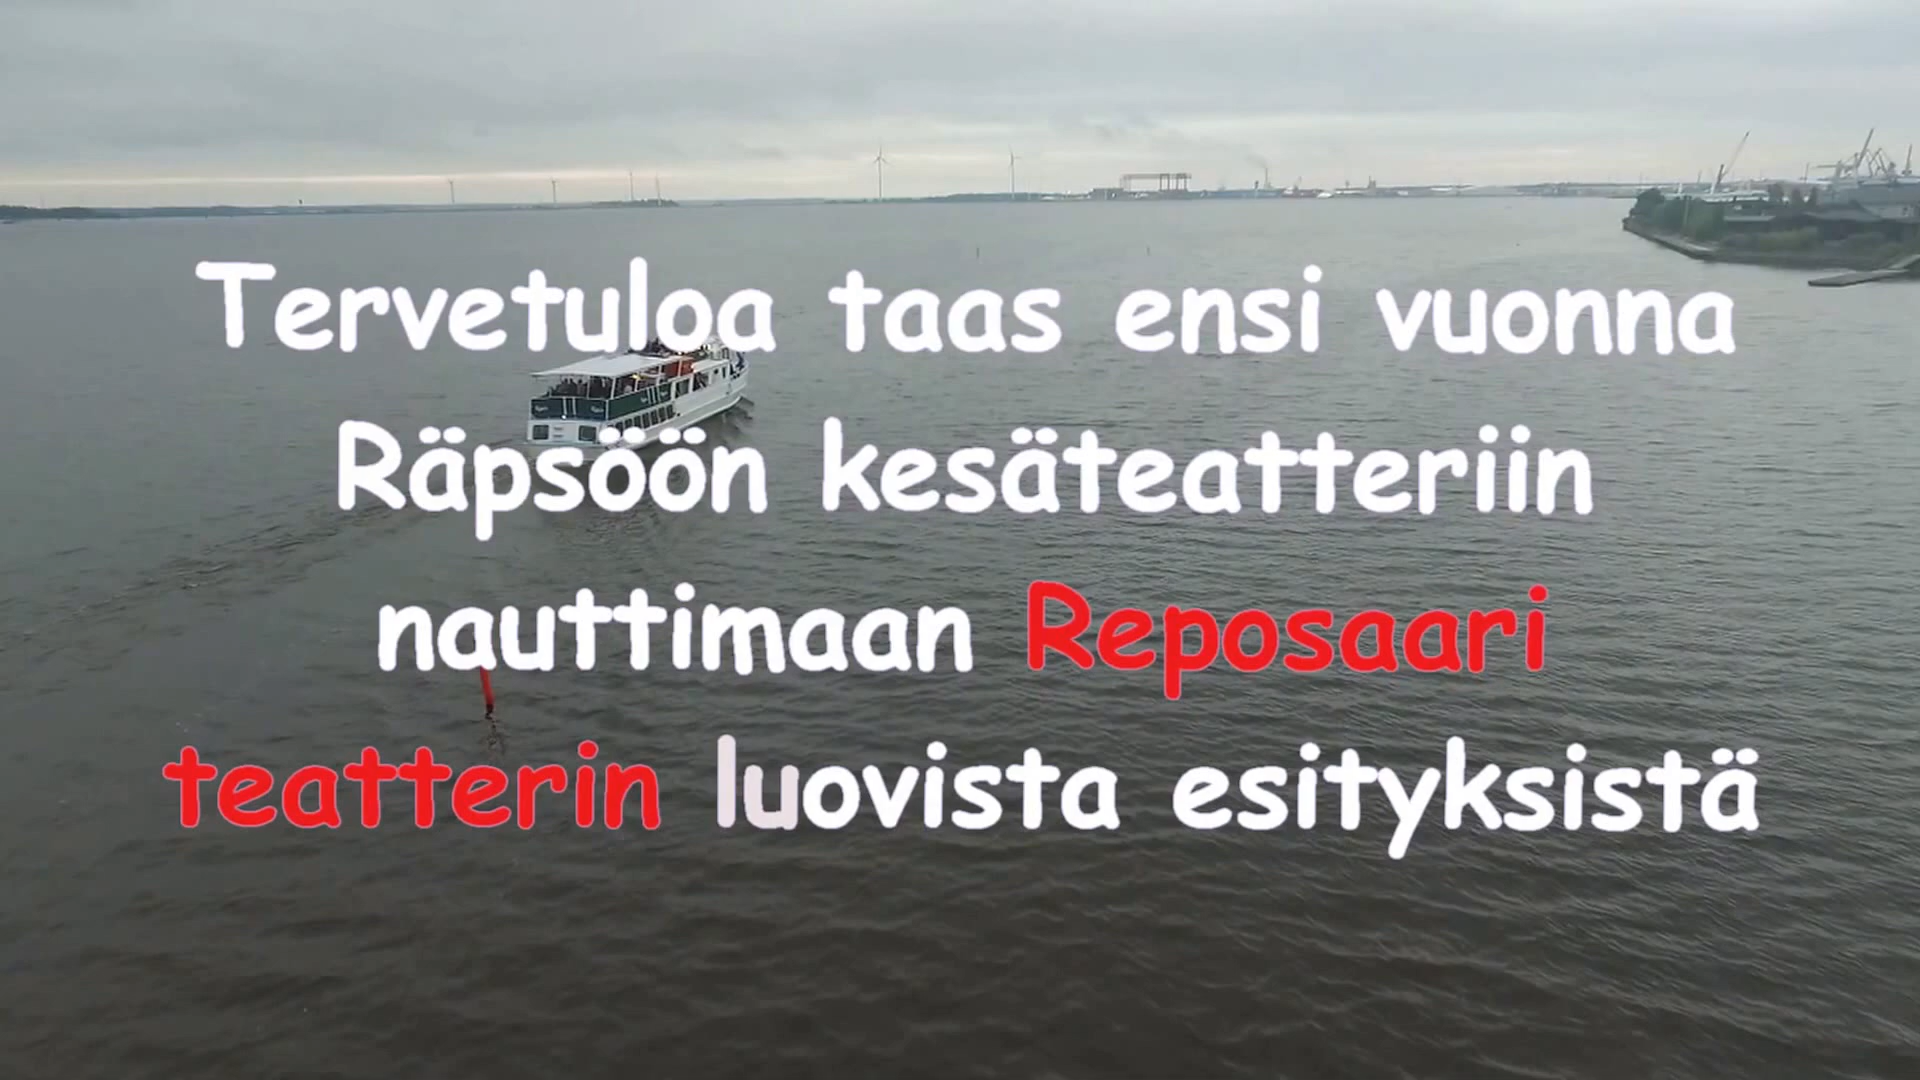 Tervetuloa taas ensi vuonna
Räpsöön kesäteatteriin
nauttimaan Reposaari
teatterin luovista esityksistä